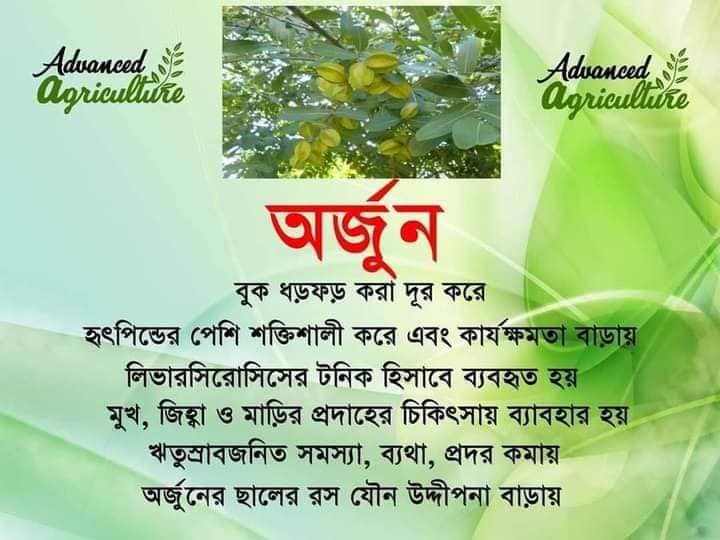 Advanced
Agriculture
Advanced
Agriculture
অর্জুন
বুক ধড়ফড় করা দূর করে
হৃৎপিন্ডের পেশি শক্তিশালী করে এবং কার্যক্ষমতা বাড়ায়
লিভারসিরোসিসের টনিক হিসাবে ব্যবহৃত হয়
মুখ, জিহ্বা ও মাড়ির প্রদাহের চিকিৎসায় ব্যাবহার হয়
ঋতুস্রাবজনিত সমস্যা, ব্যথা, প্রদর কমায়
অর্জুনের ছালের রস যৌন উদ্দীপনা বাড়ায়